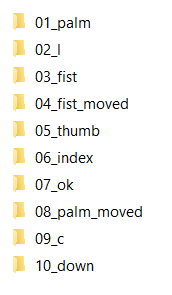 01_palm
02_l
03_fist
04_fist_moved
05_thumb
06_index
07_ok
08_palm_moved
09_c
10_down